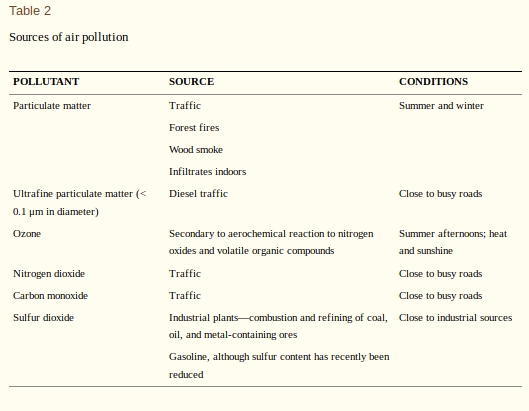 Table 2
Sources of air pollution
POLLUTANT SOURCE CONDITIONS
Particulate matter Traffic Summer and winter
Forest fires
Wood smoke
Infiltrates indoors
Ultrafine particulate matter (< Diesel traffic Close to busy roads
0.1 μm in diameter)
Ozone Secondary to aerochemical reaction to nitrogen Summer afternoons; heat
oxides and volatile organic compounds and sunshine
Nitrogen dioxide Traffic Close to busy roads
Carbon monoxide Traffic Close to busy roads
Sulfur dioxide Industrial plants—combustion and refining of coal, Close to industrial sources
oil, and metal-containing ores
Gasoline, although sulfur content has recently been
reduced